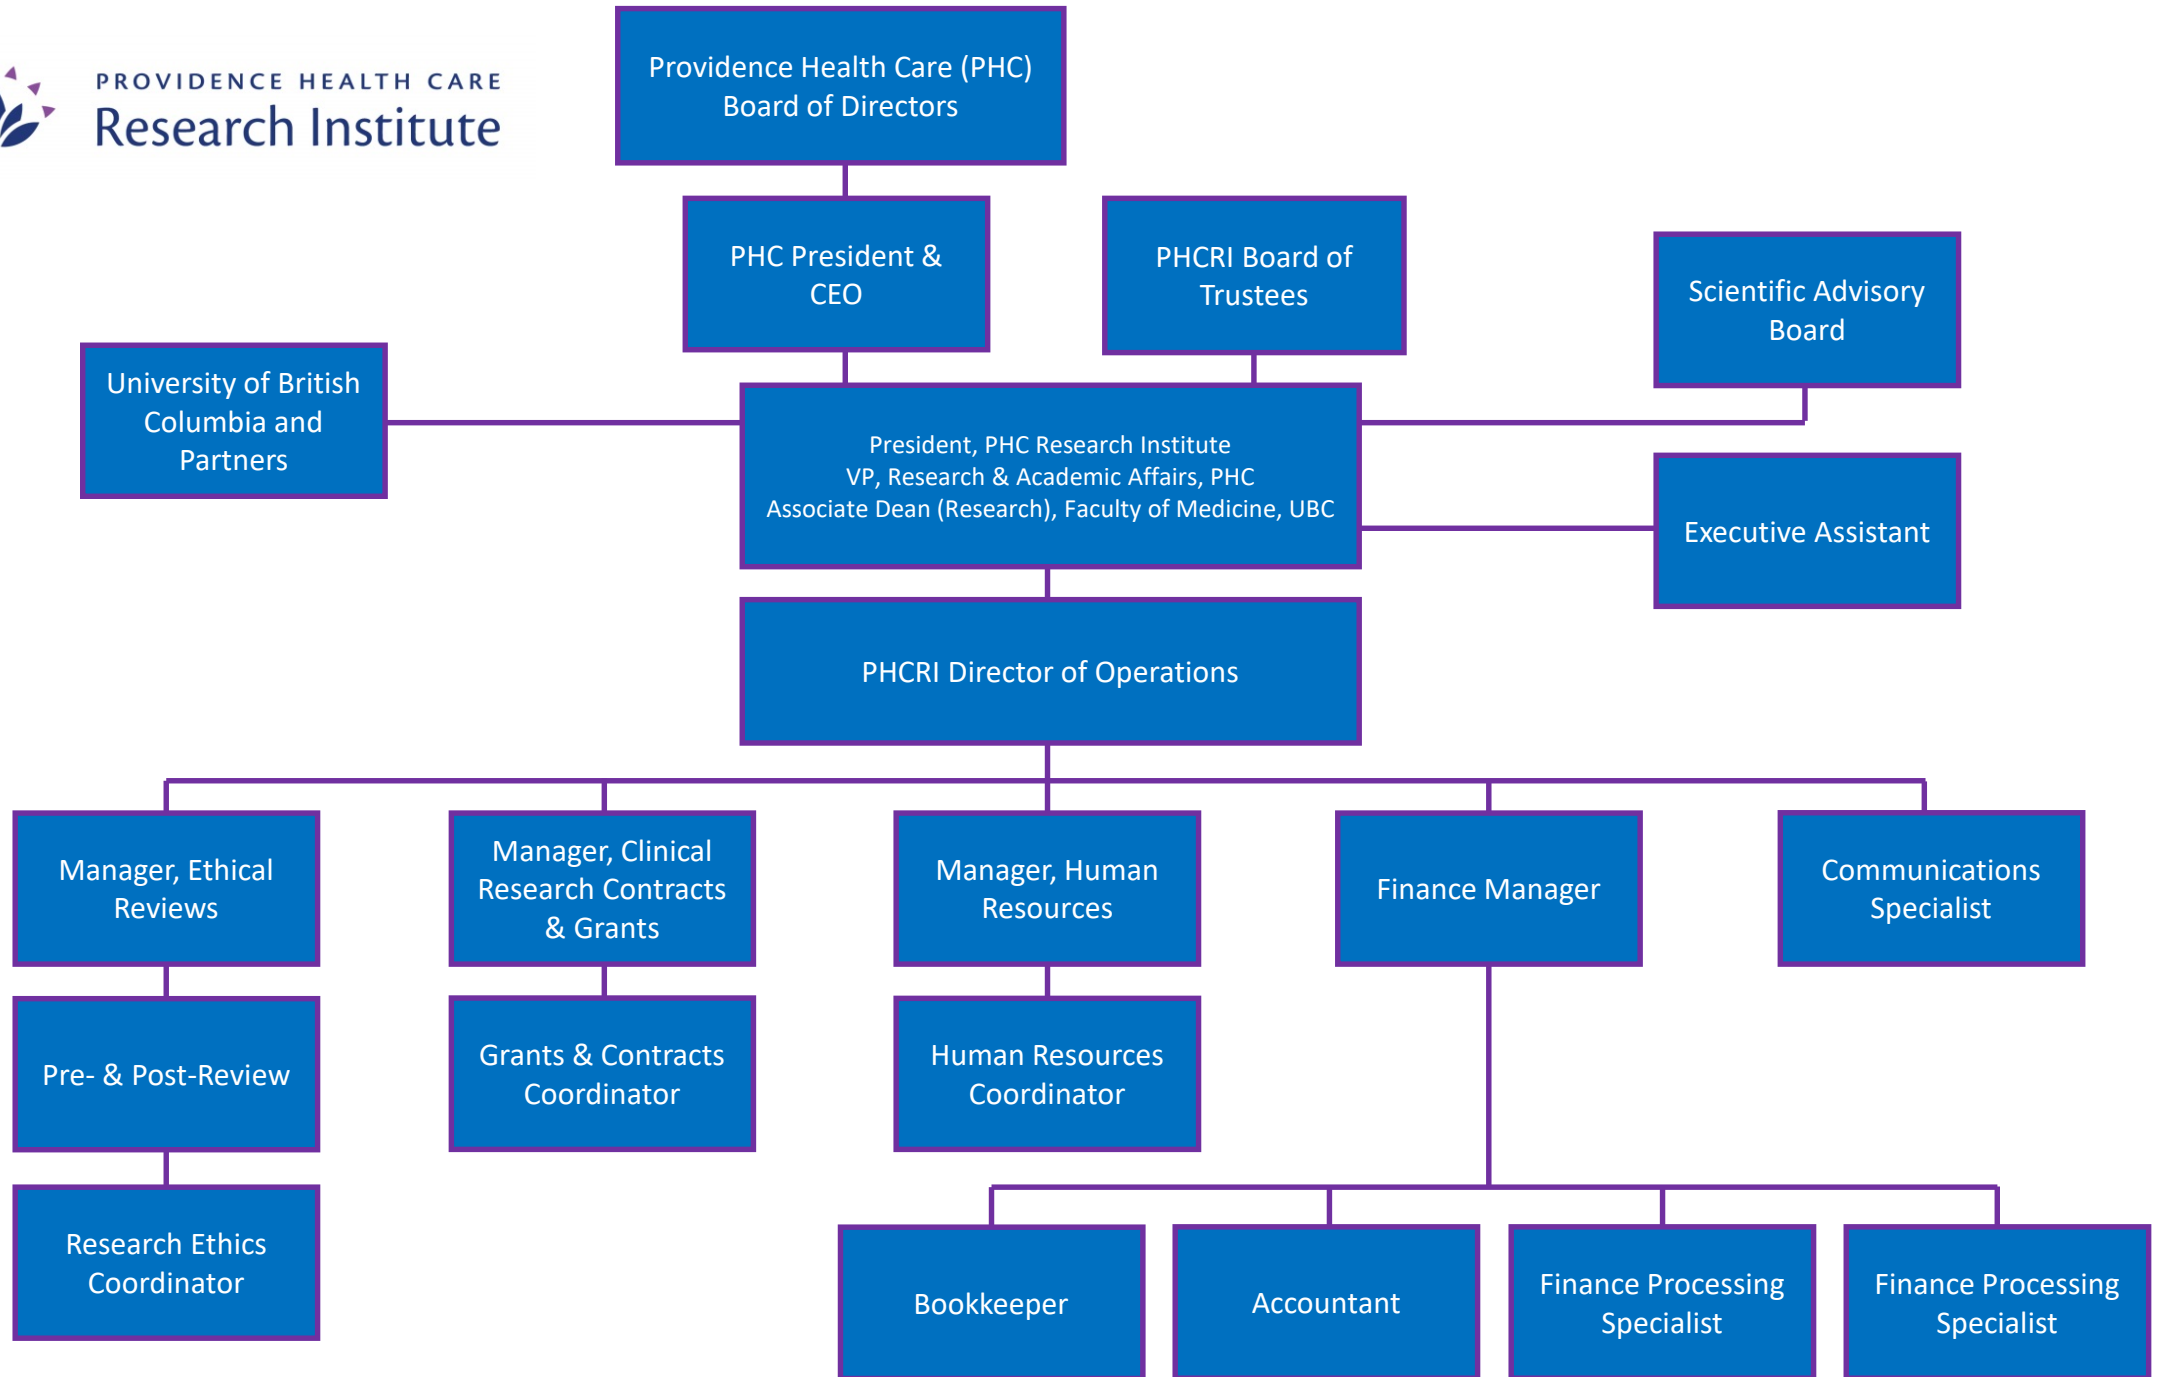 PROVIDENCE HEALTH CARE
Research Institute
Providence Health Care (PHC)
Board of Directors
PHC President &
CEO
PHCRI Board of
Trustees
Scientific Advisory
Board
University of British
Columbia and
Partners
President, PHC Research Institute
VP, Research & Academic Affairs, PHC
Associate Dean (Research), Faculty of Medicine, UBC
Executive Assistant
PHCRI Director of Operations
Manager, Ethical
Reviews
Manager, Clinical
Research Contracts
& Grants
Manager, Human
Resources
Finance Manager
Communications
Specialist
Pre- & Post-Review
Grants & Contracts
Coordinator
Human Resources
Coordinator
Research Ethics
Coordinator
Bookkeeper
Accountant
Finance Processing
Specialist
Finance Processing
Specialist